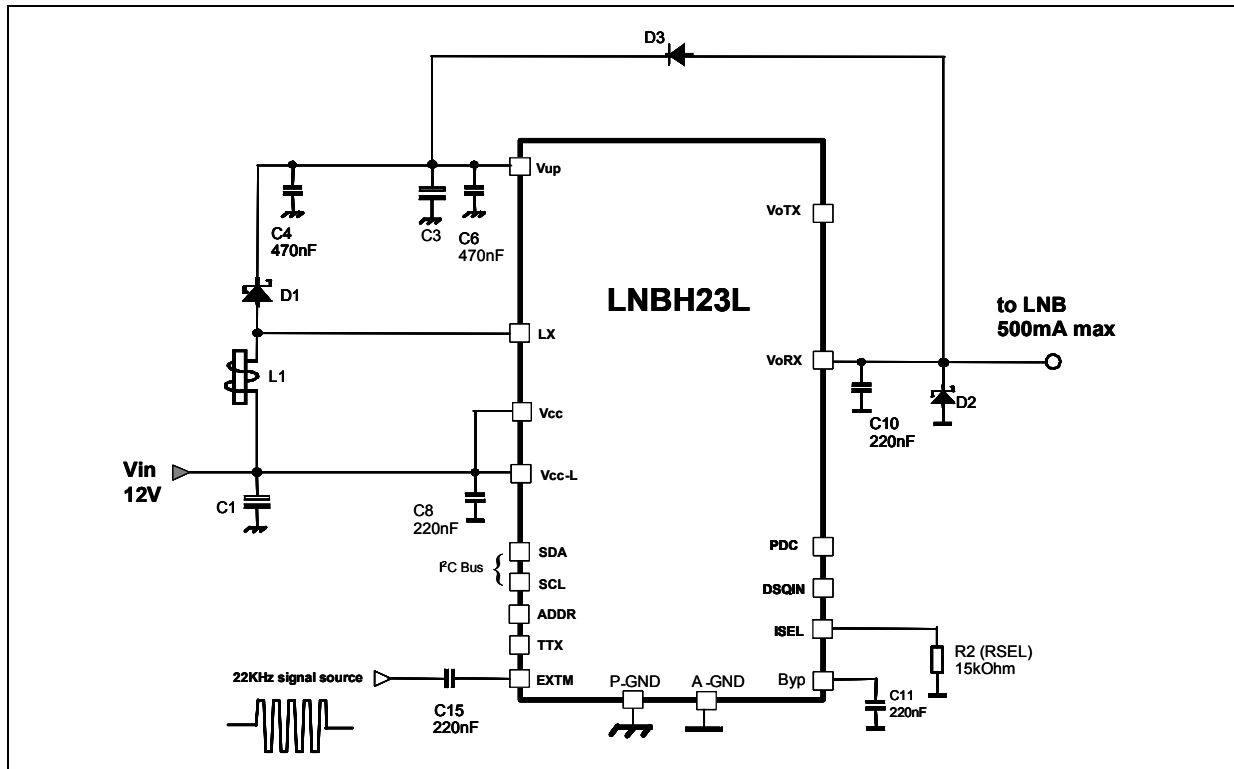 D3
Vup
VoTX
C4
470nF
C3
C6
470nF
D1
LNBH23L
to LNB
500mA max
LX
VoRX
L1
D2
C10
220nF
Vcc
Vin
12V
Vcc-L
C1
C8
220nF
PDC
SDA
I²C Bus
SCL
DSQIN
ADDR
ISEL
TTX
R2 (RSEL)
15kOhm
22KHz signal source
EXTM
P-GND
A-GND
Byp
C11
220nF
C15
220nF